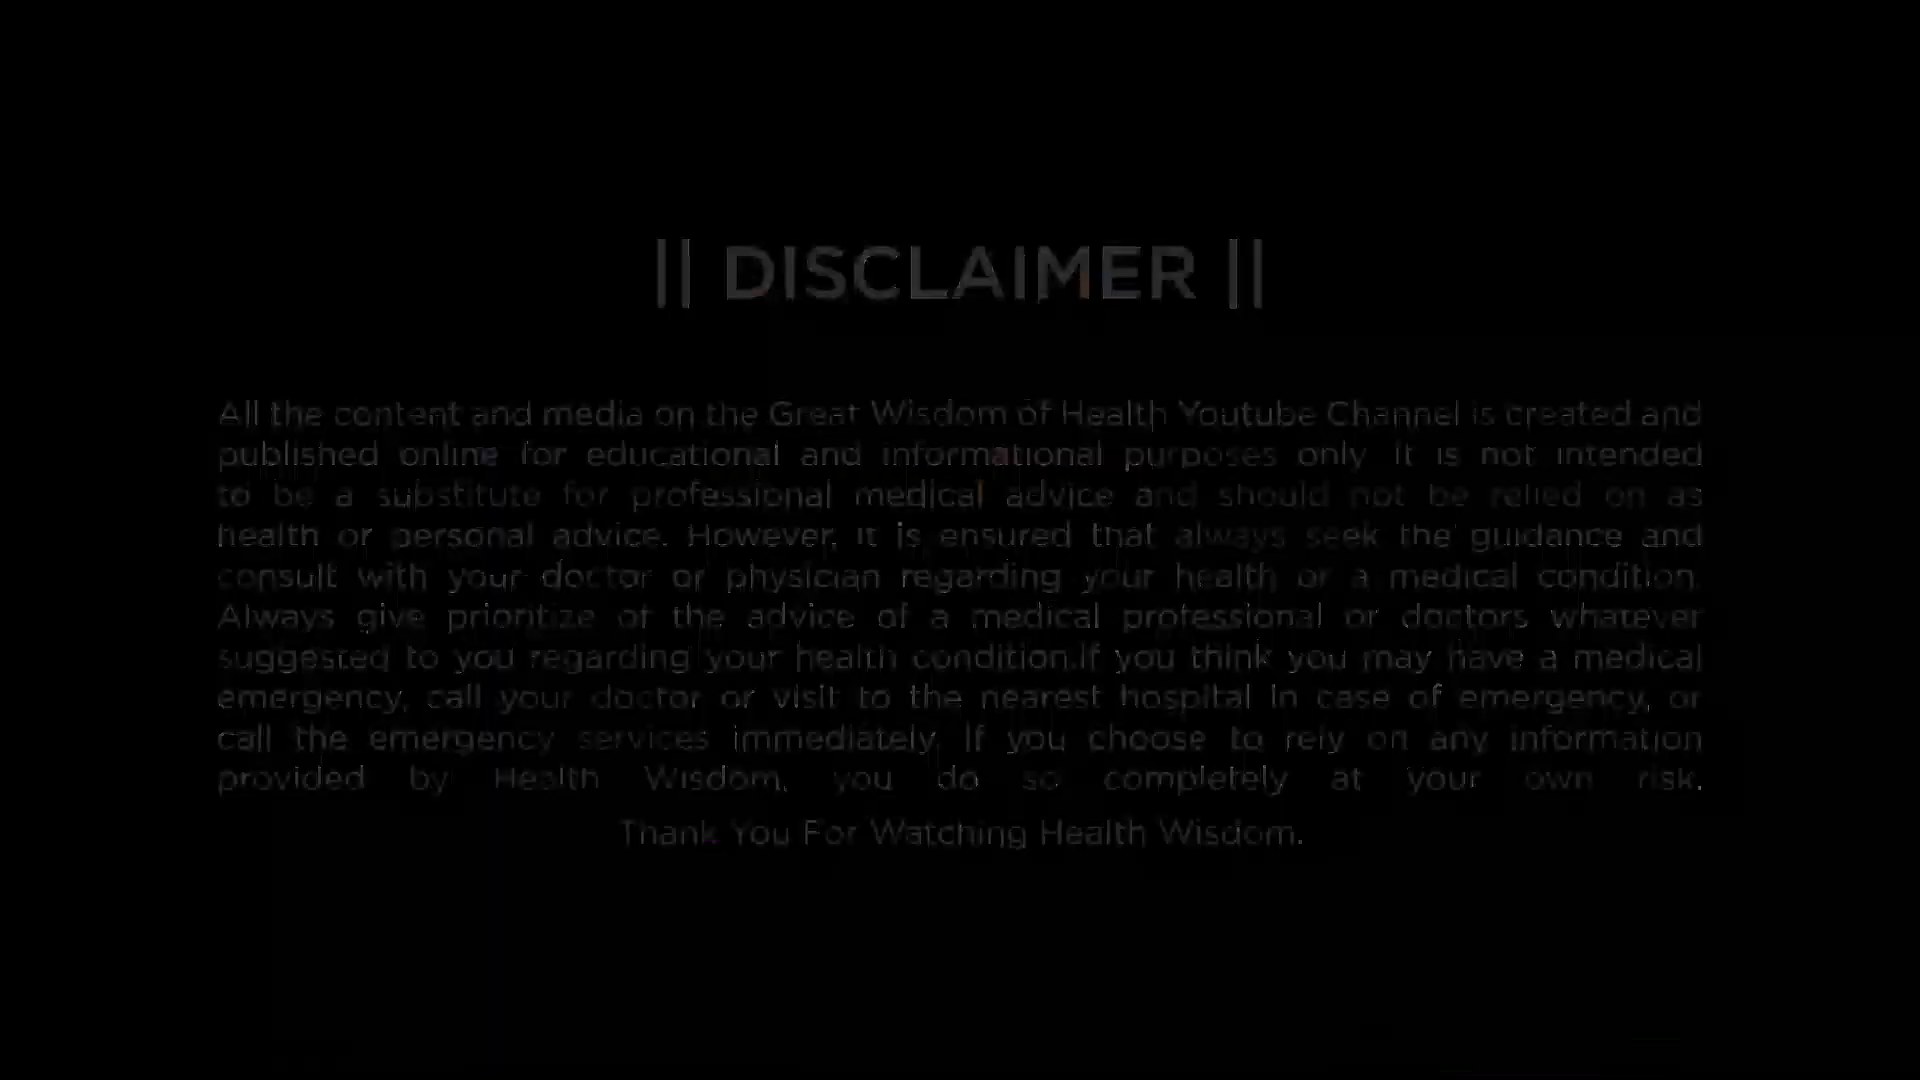 || DISCLAIMER ||
All the content and media on the Great Wisdom of Health Youtube Channel is created and
published online for educational and informational purposes only. It is not intended
to be a substitute for professional medical advice and should not be relied on as
health or personal advice. However, it is ensured that always seek the guidance and
consult with your doctor or physician regarding your health or a medical condition.
Always give prioritize of the advice of a medical professional or doctors whatever
suggested to you regarding your health condition.If you think you may have a medical
emergency, call your doctor or visit to the nearest hospital in case of emergency, or
call the emergency services immediately. If you choose to rely on any information
provided by Health Wisdom, you do so completely at your own risk.
Thank You For Watching Health Wisdom.